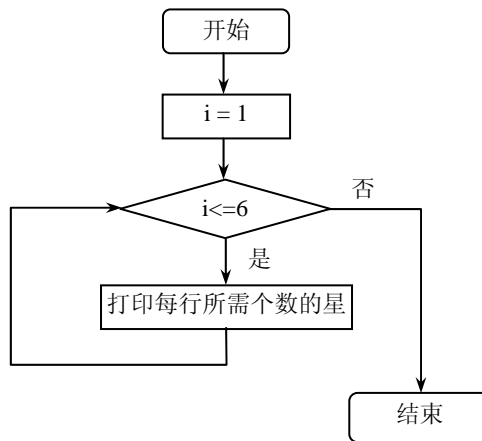 开始
i = 1
i<=6
否
是
打印每行所需个数的星
结束